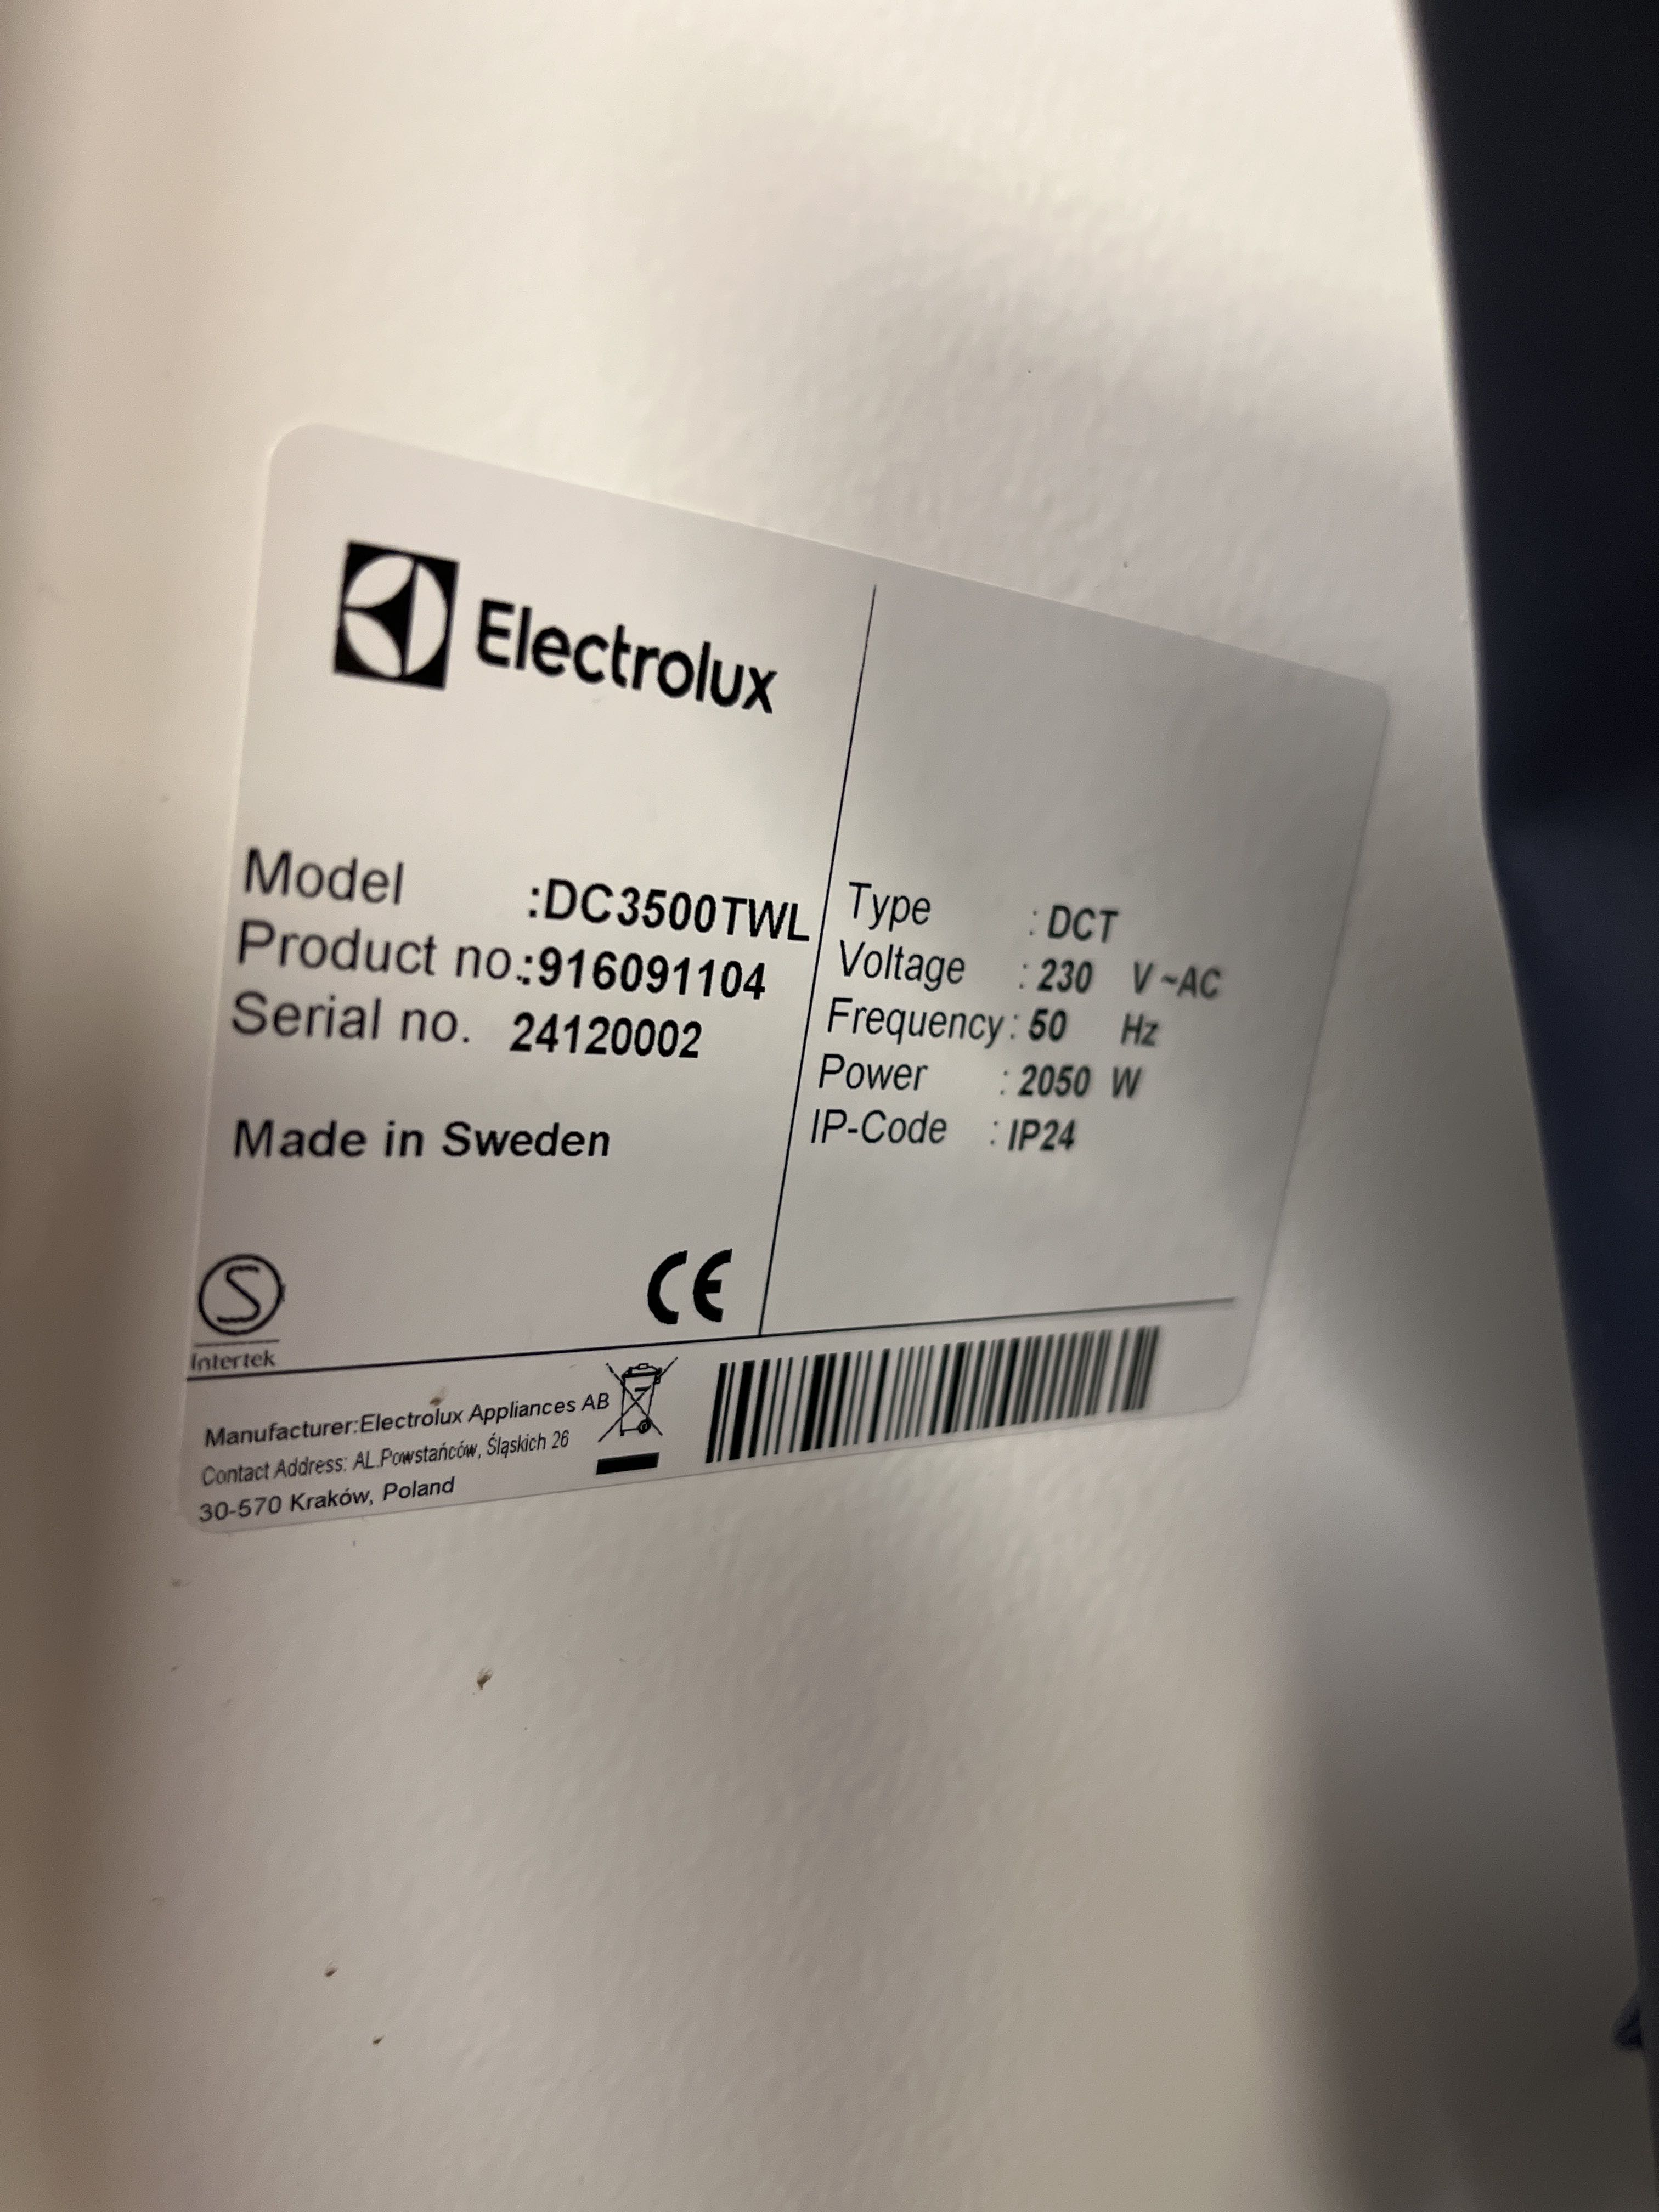 Electrolux
Model :DC3500TWL
Product no.:916091104
Serial no. 24120002
Made in Sweden
Type : DCT
Voltage : 230 V~AC
Frequency: 50 Hz
Power : 2050 W
IP-Code : IP24
S
Intertek
CE
Manufacturer:Electrolux Appliances AB
Contact Address: AL.Powstańców, Śląskich 26
30-570 Kraków, Poland